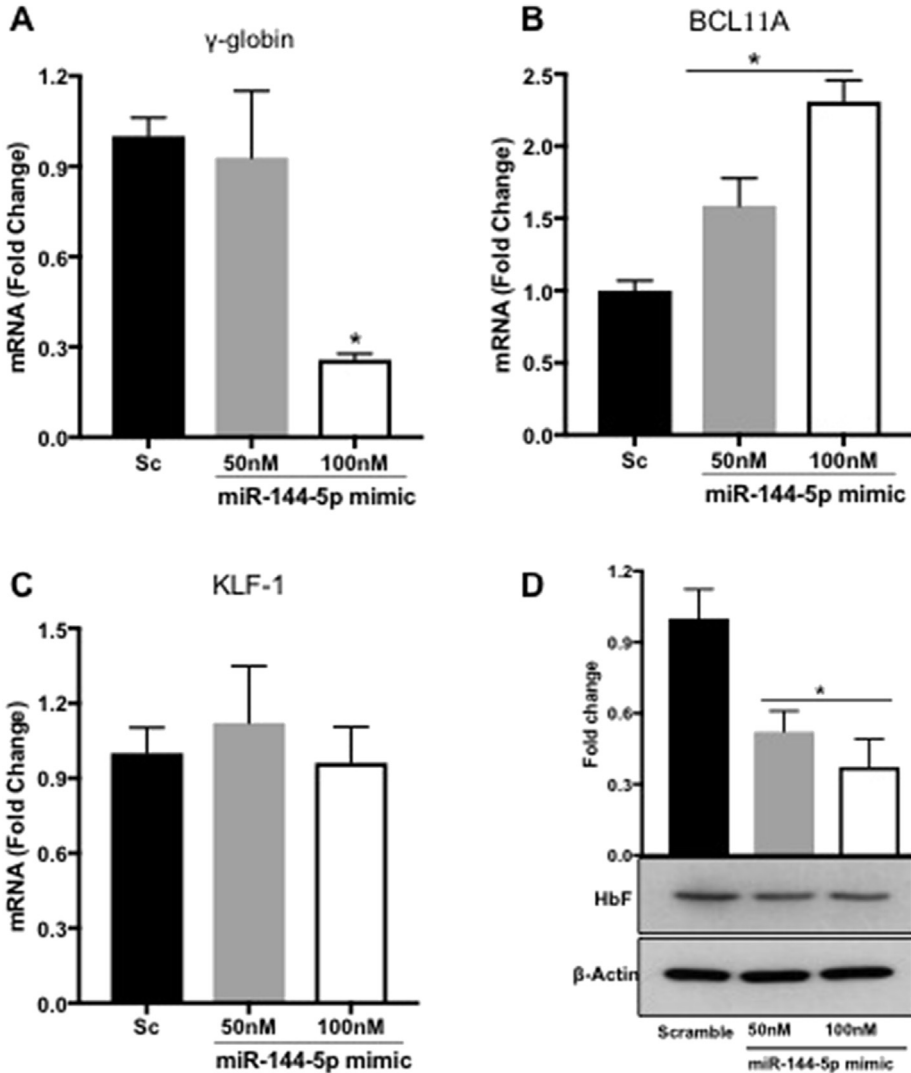 A
γ-globin
mRNA (Fold Change)
1.2
0.9
0.6
0.3
0.0
*
Sc 50nM 100nM
miR-144-5p mimic
B
BCL11A
mRNA (Fold Change)
2.5
2.0
1.5
1.0
0.5
0.0
*
Sc 50nM 100nM
miR-144-5p mimic
C
KLF-1
mRNA (Fold Change)
1.5
1.2
0.9
0.6
0.3
0.0
Sc 50nM 100nM
miR-144-5p mimic
D
Fold change
1.2
0.9
0.6
0.3
0.0
*
HbF
β-Actin
Scramble 50nM 100nM
miR-144-5p mimic